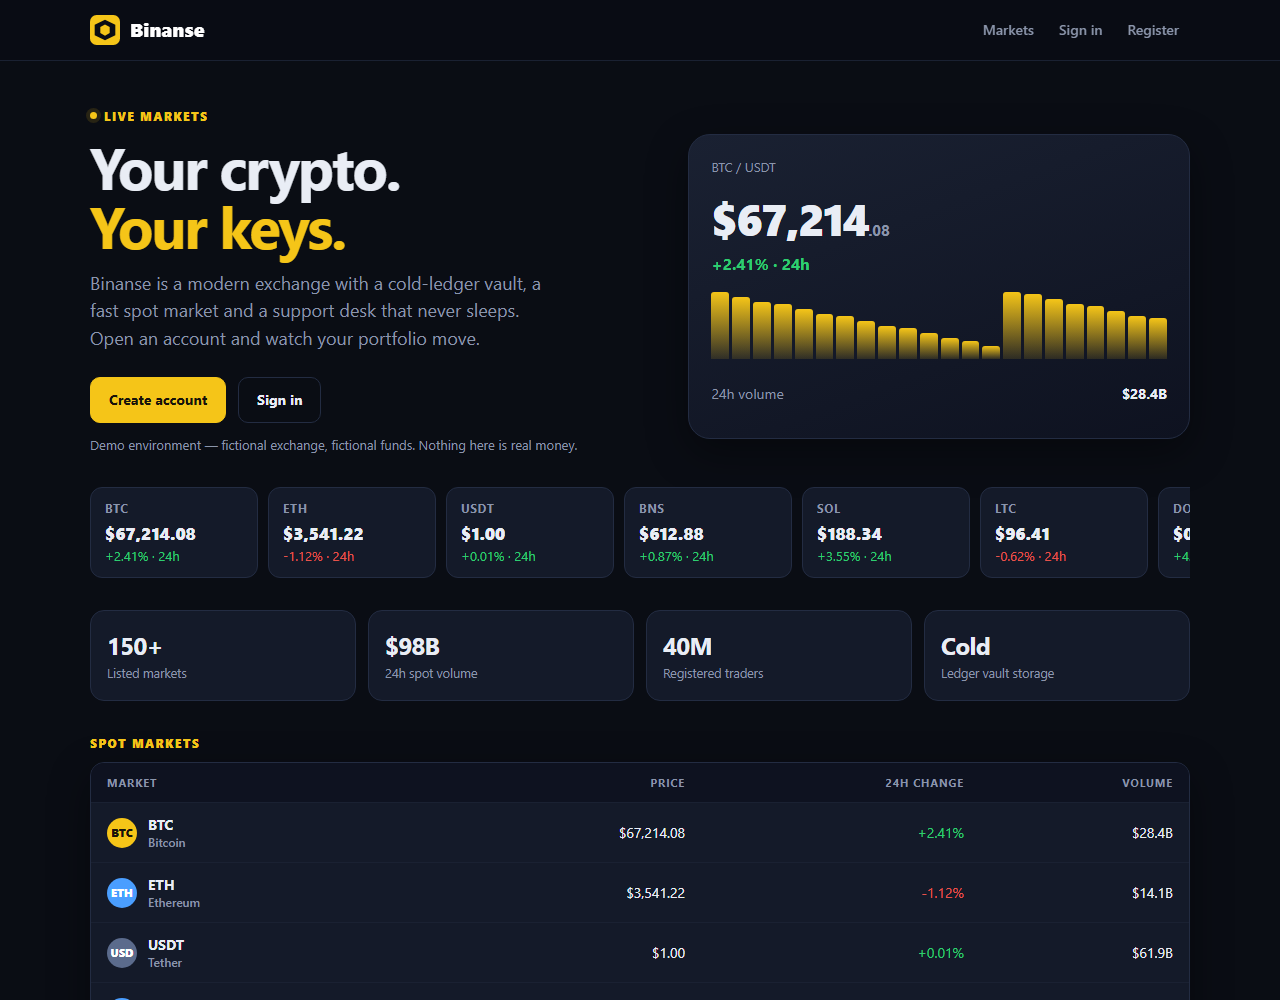 Binanse
Markets Sign in Register
LIVE MARKETS
Your crypto.
Your keys.
Binanse is a modern exchange with a cold-ledger vault, a
fast spot market and a support desk that never sleeps.
Open an account and watch your portfolio move.
Create account Sign in
Demo environment — fictional exchange, fictional funds. Nothing here is real money.
BTC / USDT
$67,214.08
+2.41% · 24h
24h volume $28.4B
BTC
$67,214.08
+2.41% · 24h
ETH
$3,541.22
-1.12% · 24h
USDT
$1.00
+0.01% · 24h
BNS
$612.88
+0.87% · 24h
SOL
$188.34
+3.55% · 24h
LTC
$96.41
-0.62% · 24h
150+
Listed markets
$98B
24h spot volume
40M
Registered traders
Cold
Ledger vault storage
SPOT MARKETS
MARKET PRICE 24H CHANGE VOLUME
BTC BTC $67,214.08 +2.41% $28.4B
Bitcoin
ETH ETH $3,541.22 -1.12% $14.1B
Ethereum
USD USDT $1.00 +0.01% $61.9B
Tether